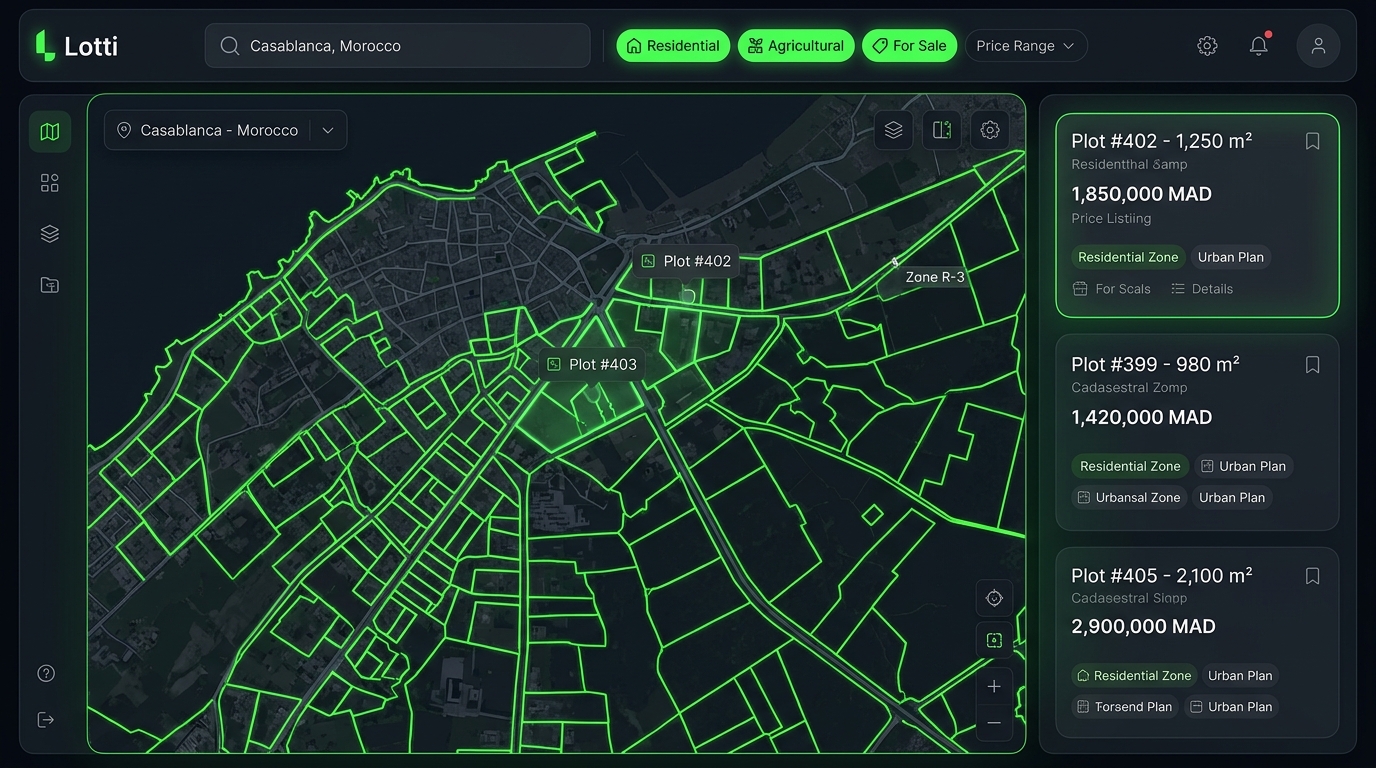 Lotti
Casablanca, Morocco
Residential
Agricultural
For Sale
Price Range
Casablanca - Morocco
Plot #402
Zone R-3
Plot #403
Plot #402 - 1,250 m²
Residentthal Samp
1,850,000 MAD
Price Listiing
Residential Zone
Urban Plan
For Scals
Details
Plot #399 - 980 m²
Cadasestral Zomp
1,420,000 MAD
Residential Zone
Urban Plan
Urbansal Zone
Urban Plan
Plot #405 - 2,100 m²
Cadasestral Slopp
2,900,000 MAD
Residential Zone
Urban Plan
Torsend Plan
Urban Plan